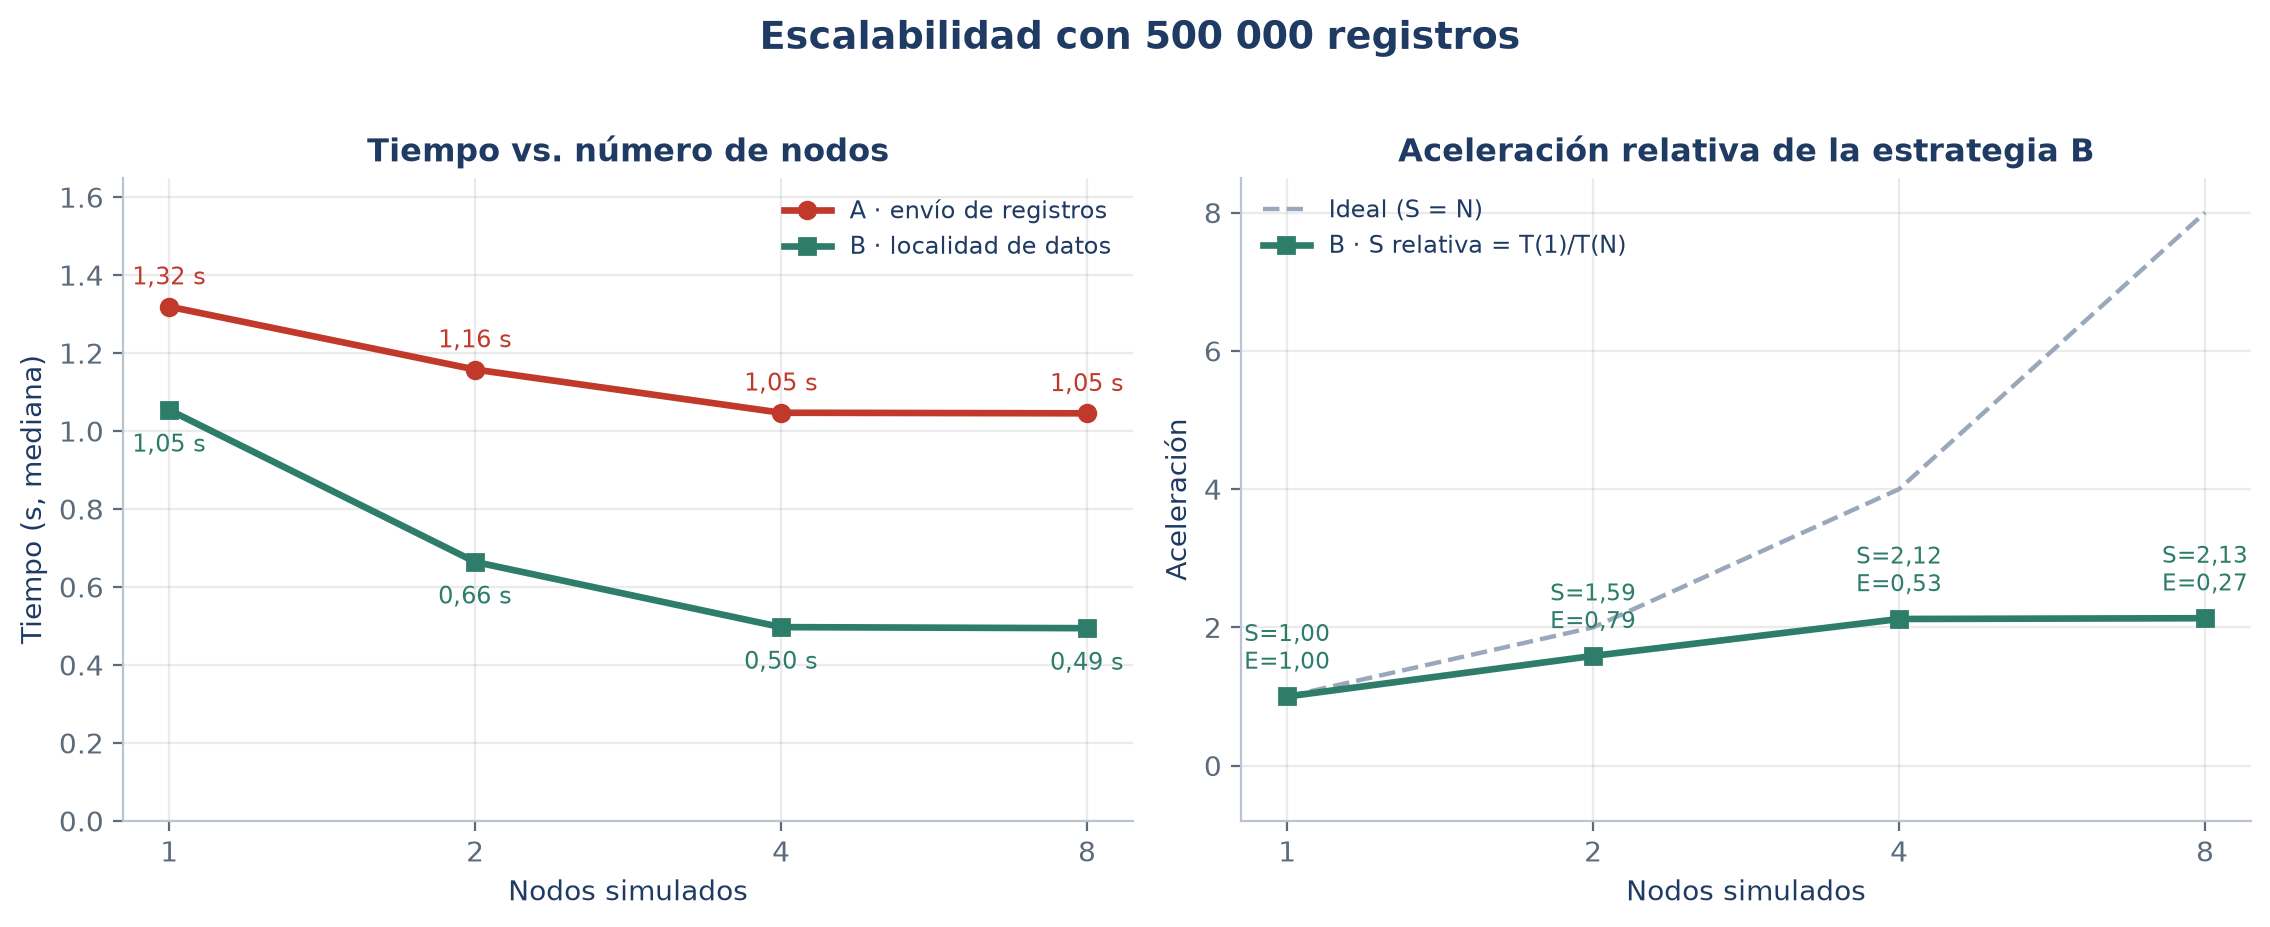 Escalabilidad con 500 000 registros
Tiempo vs. número de nodos
A · envío de registros
B · localidad de datos
Tiempo (s, mediana)
1.6
1.4
1.2
1.0
0.8
0.6
0.4
0.2
0.0
1,32 s
1,16 s
1,05 s
1,05 s
1,05 s
0,66 s
0,50 s
0,49 s
1
2
4
8
Nodos simulados
Aceleración relativa de la estrategia B
Ideal (S = N)
B · S relativa = T(1)/T(N)
Aceleración
8
6
4
2
0
S=1,00
E=1,00
S=1,59
E=0,79
S=2,12
E=0,53
S=2,13
E=0,27
1
2
4
8
Nodos simulados